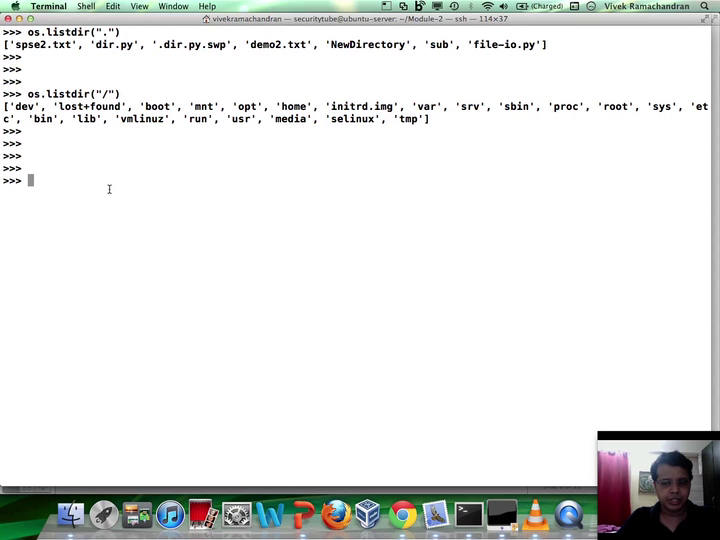 Terminal Shell Edit View Window Help (Charged) Vivek Ramachandran
vivekramachandran — securitytube@ubuntu-server: ~/Module-2 — ssh — 114×37
>>> os.listdir(".")
['spse2.txt', 'dir.py', '.dir.py.swp', 'demo2.txt', 'NewDirectory', 'sub', 'file-io.py']
>>>
>>>
>>>
>>> os.listdir("/")
['dev', 'lost+found', 'boot', 'mnt', 'opt', 'home', 'initrd.img', 'var', 'srv', 'sbin', 'proc', 'root', 'sys', 'et
c', 'bin', 'lib', 'vmlinuz', 'run', 'usr', 'media', 'selinux', 'tmp']
>>>
>>>
>>>
>>>
>>>